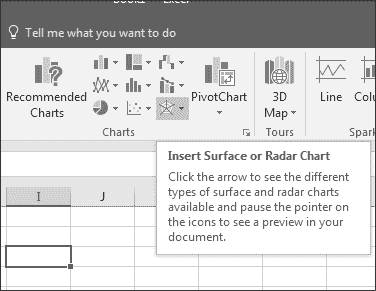 Book1 - Excel
Tell me what you want to do
Recommended Charts
PivotChart
3D Map
Line
Colu
Charts
Tours
Spark
Insert Surface or Radar Chart
Click the arrow to see the different
types of surface and radar charts
available and pause the pointer on
the icons to see a preview in your
document.
I
J